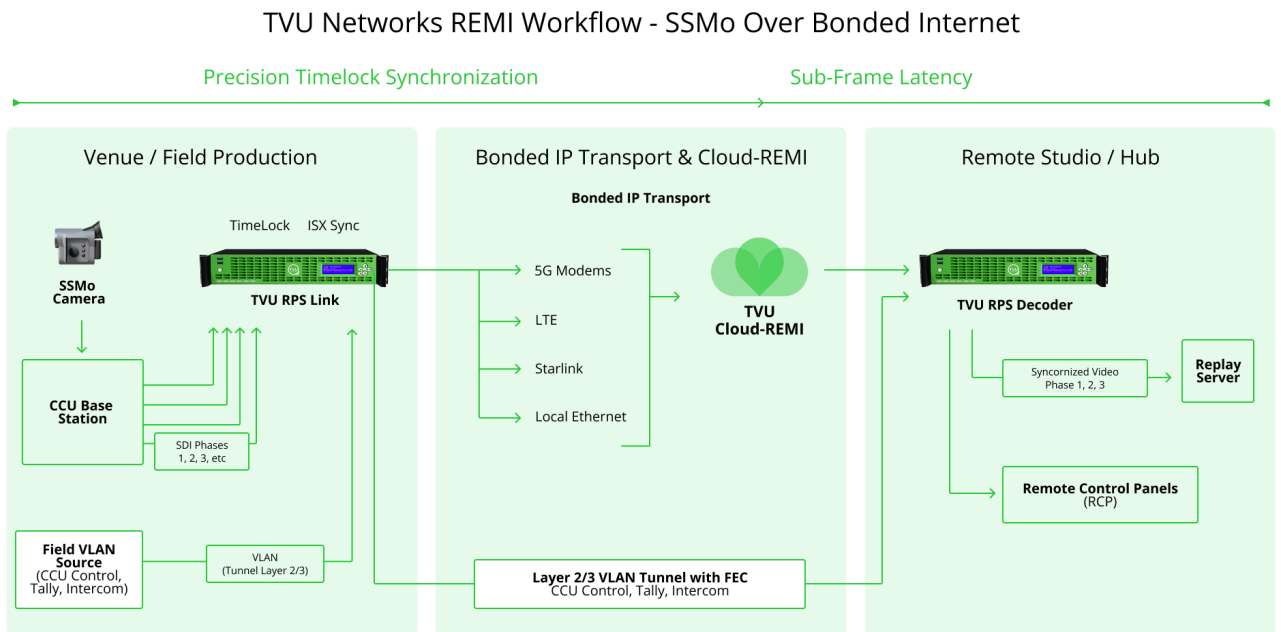 TVU Networks REMI Workflow - SSMo Over Bonded Internet
Precision Timelock Synchronization
Sub-Frame Latency
Venue / Field Production
TimeLock
ISX Sync
SSMo
Camera
TVU RPS Link
CCU Base
Station
SDI Phases
1, 2, 3, etc
Field VLAN
Source
(CCU Control,
Tally, Intercom)
VLAN
(Tunnel Layer 2/3)
Bonded IP Transport & Cloud-REMI
Bonded IP Transport
5G Modems
LTE
Starlink
Local Ethernet
TVU
Cloud-REMI
Layer 2/3 VLAN Tunnel with FEC
CCU Control, Tally, Intercom
Remote Studio / Hub
TVU RPS Decoder
Syncornized Video
Phase 1, 2, 3
Replay
Server
Remote Control Panels
(RCP)